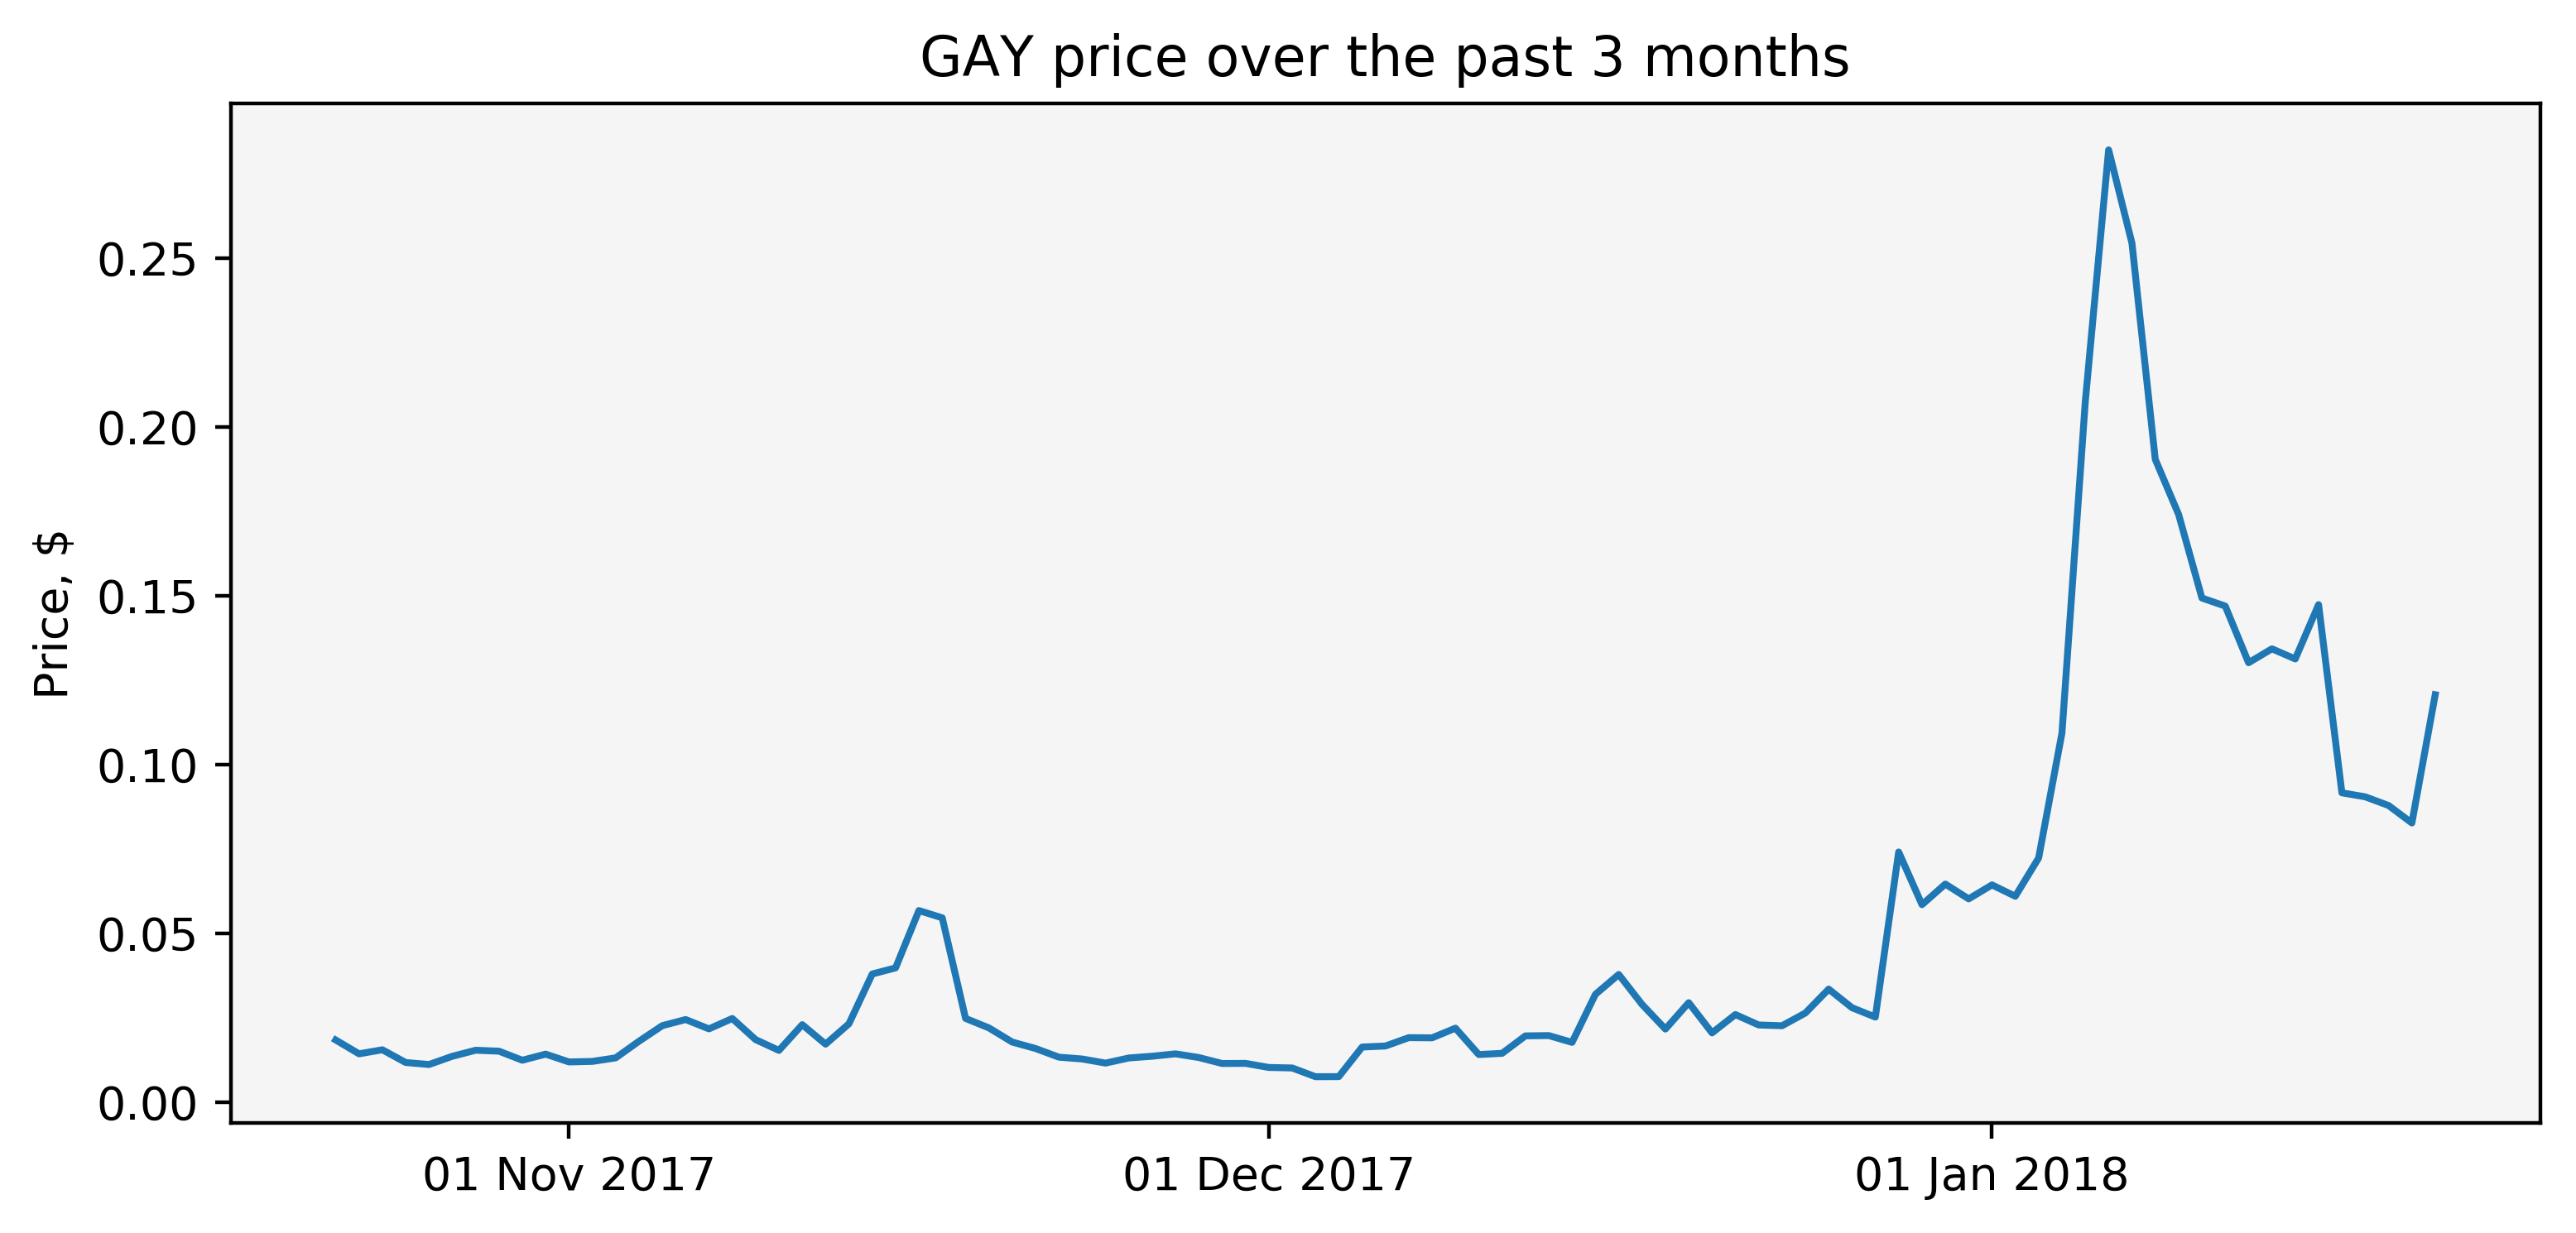 GAY price over the past 3 months
Price, $
0.25
0.20
0.15
0.10
0.05
0.00
01 Nov 2017
01 Dec 2017
01 Jan 2018